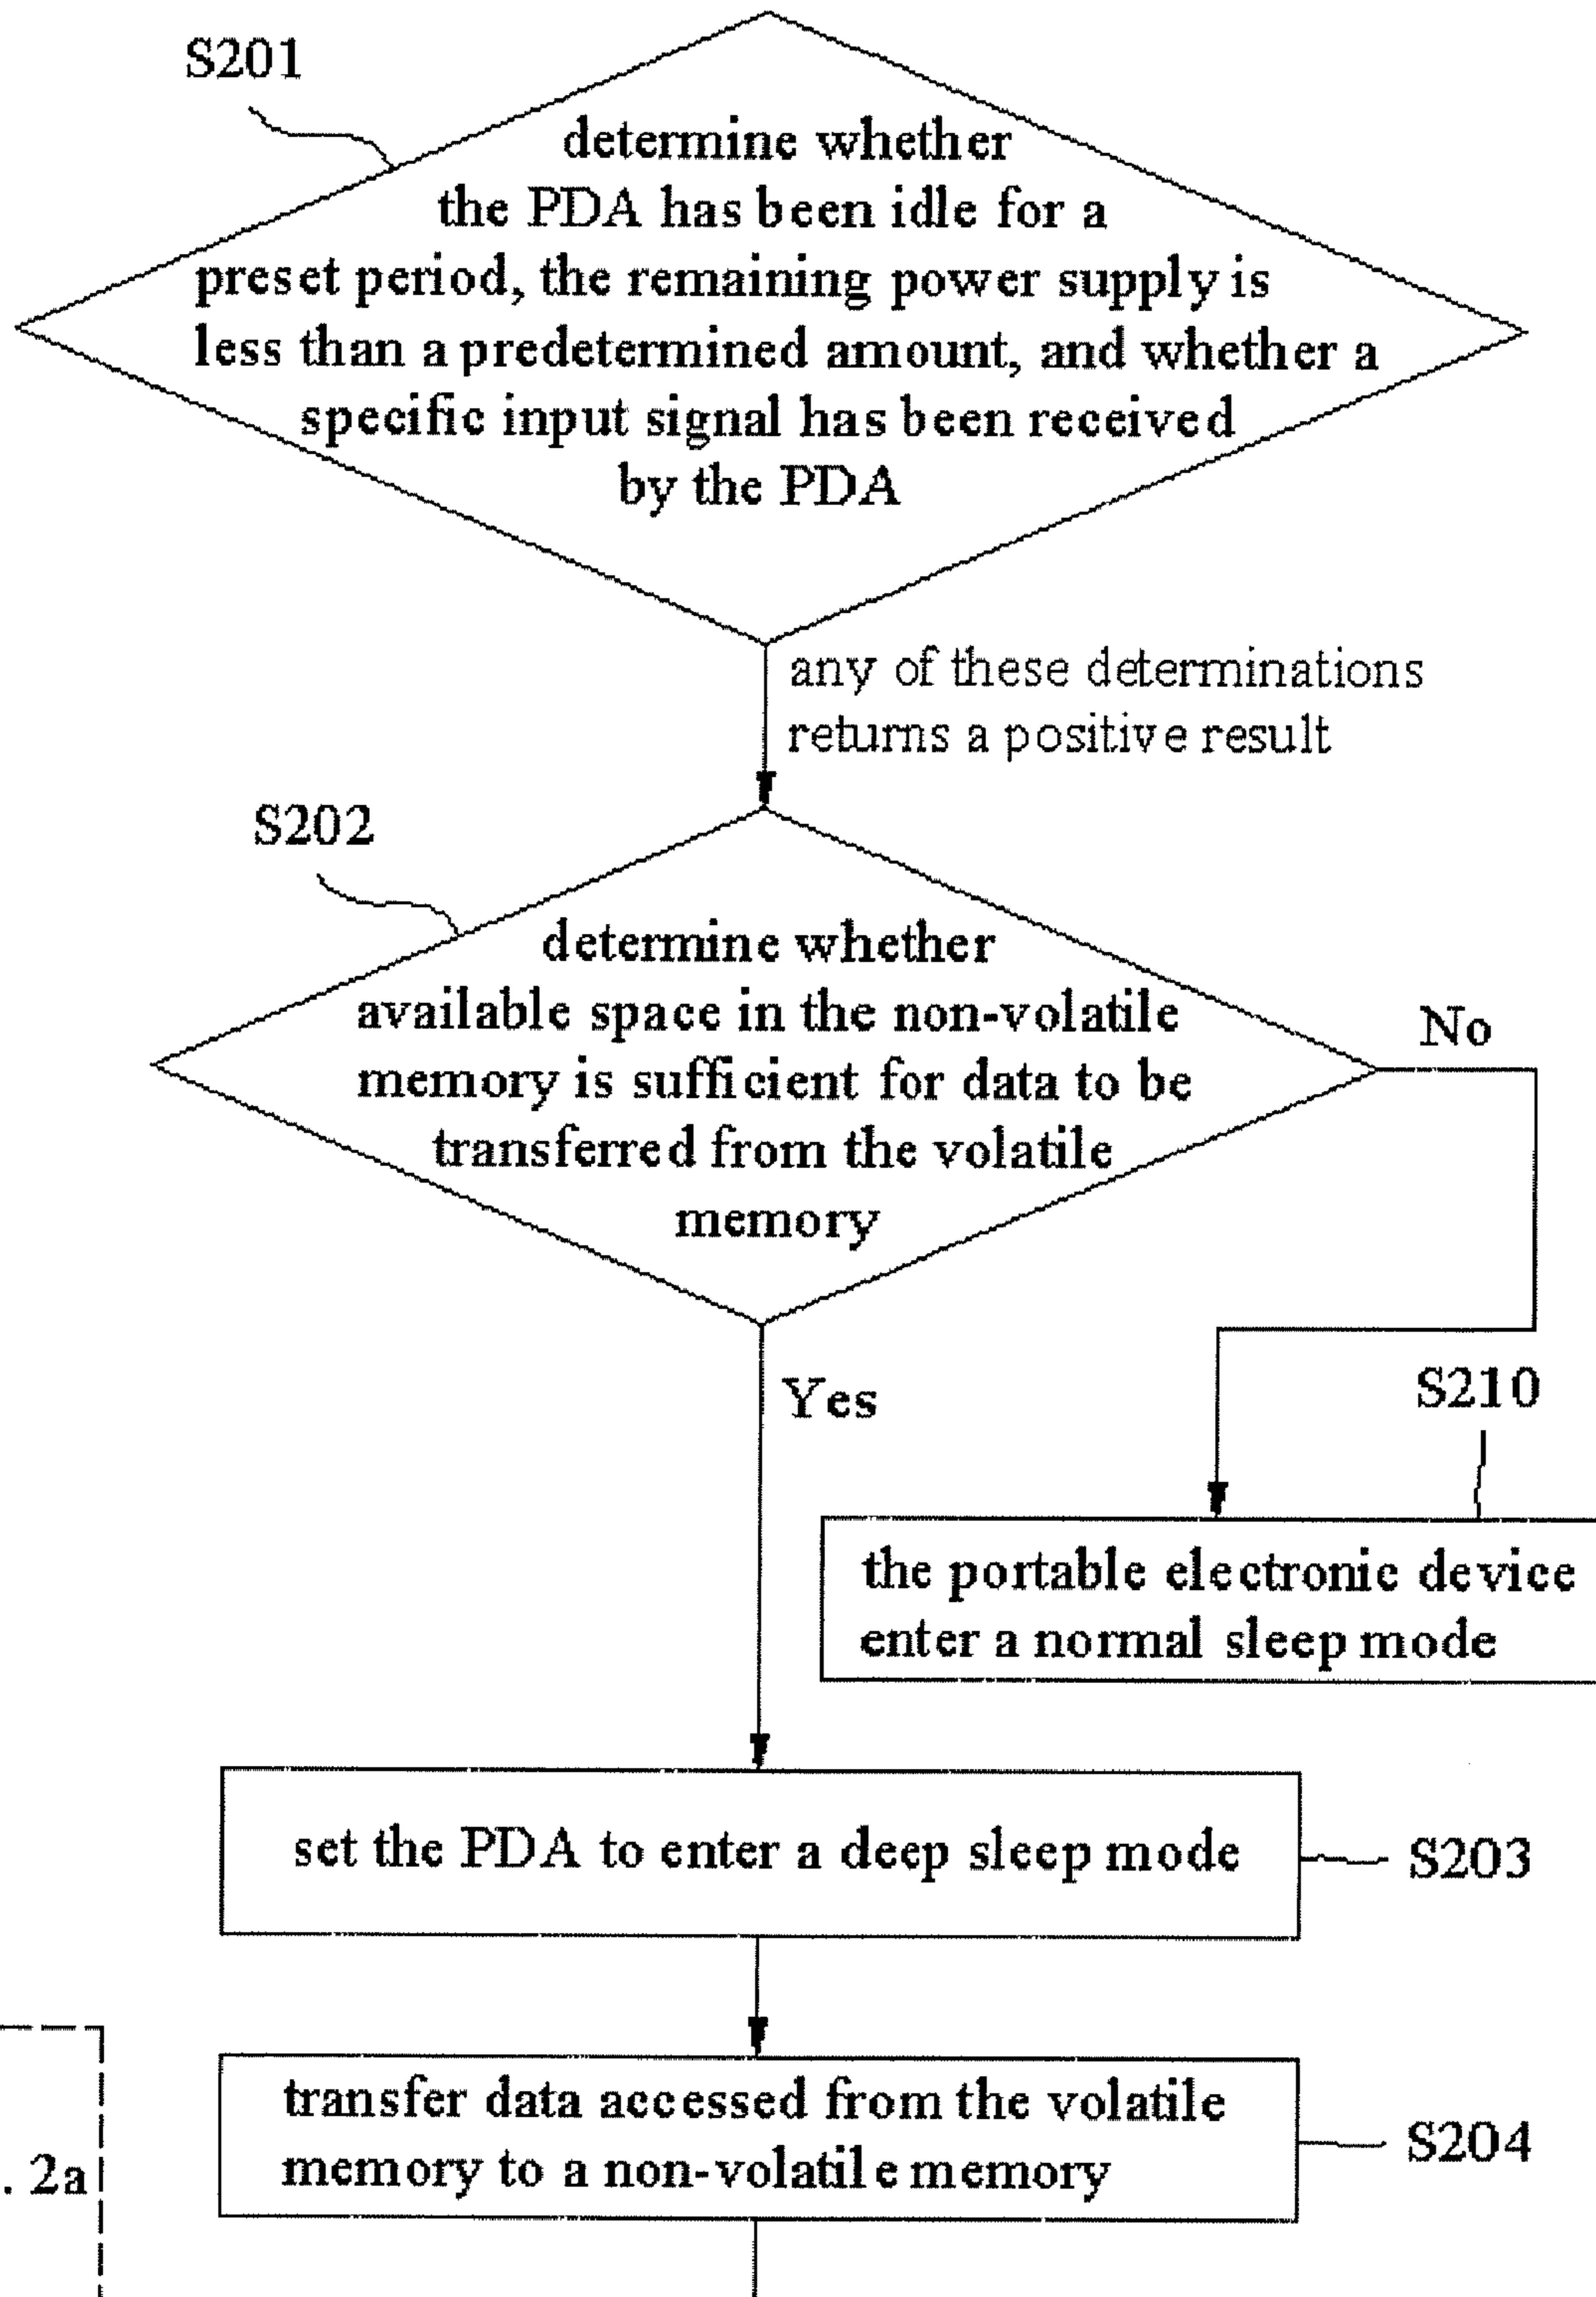 S201
determine whether
the PDA has been idle for a
preset period, the remaining power supply is
less than a predetermined amount, and whether a
specific input signal has been received
by the PDA
any of these determinations
returns a positive result
S202
determine whether
available space in the non-volatile
memory is sufficient for data to be
transferred from the volatile
memory
No
Yes
S210
the portable electronic device
enter a normal sleep mode
set the PDA to enter a deep sleep mode
S203
transfer data accessed from the volatile
memory to a non-volatile memory
S204
. 2a